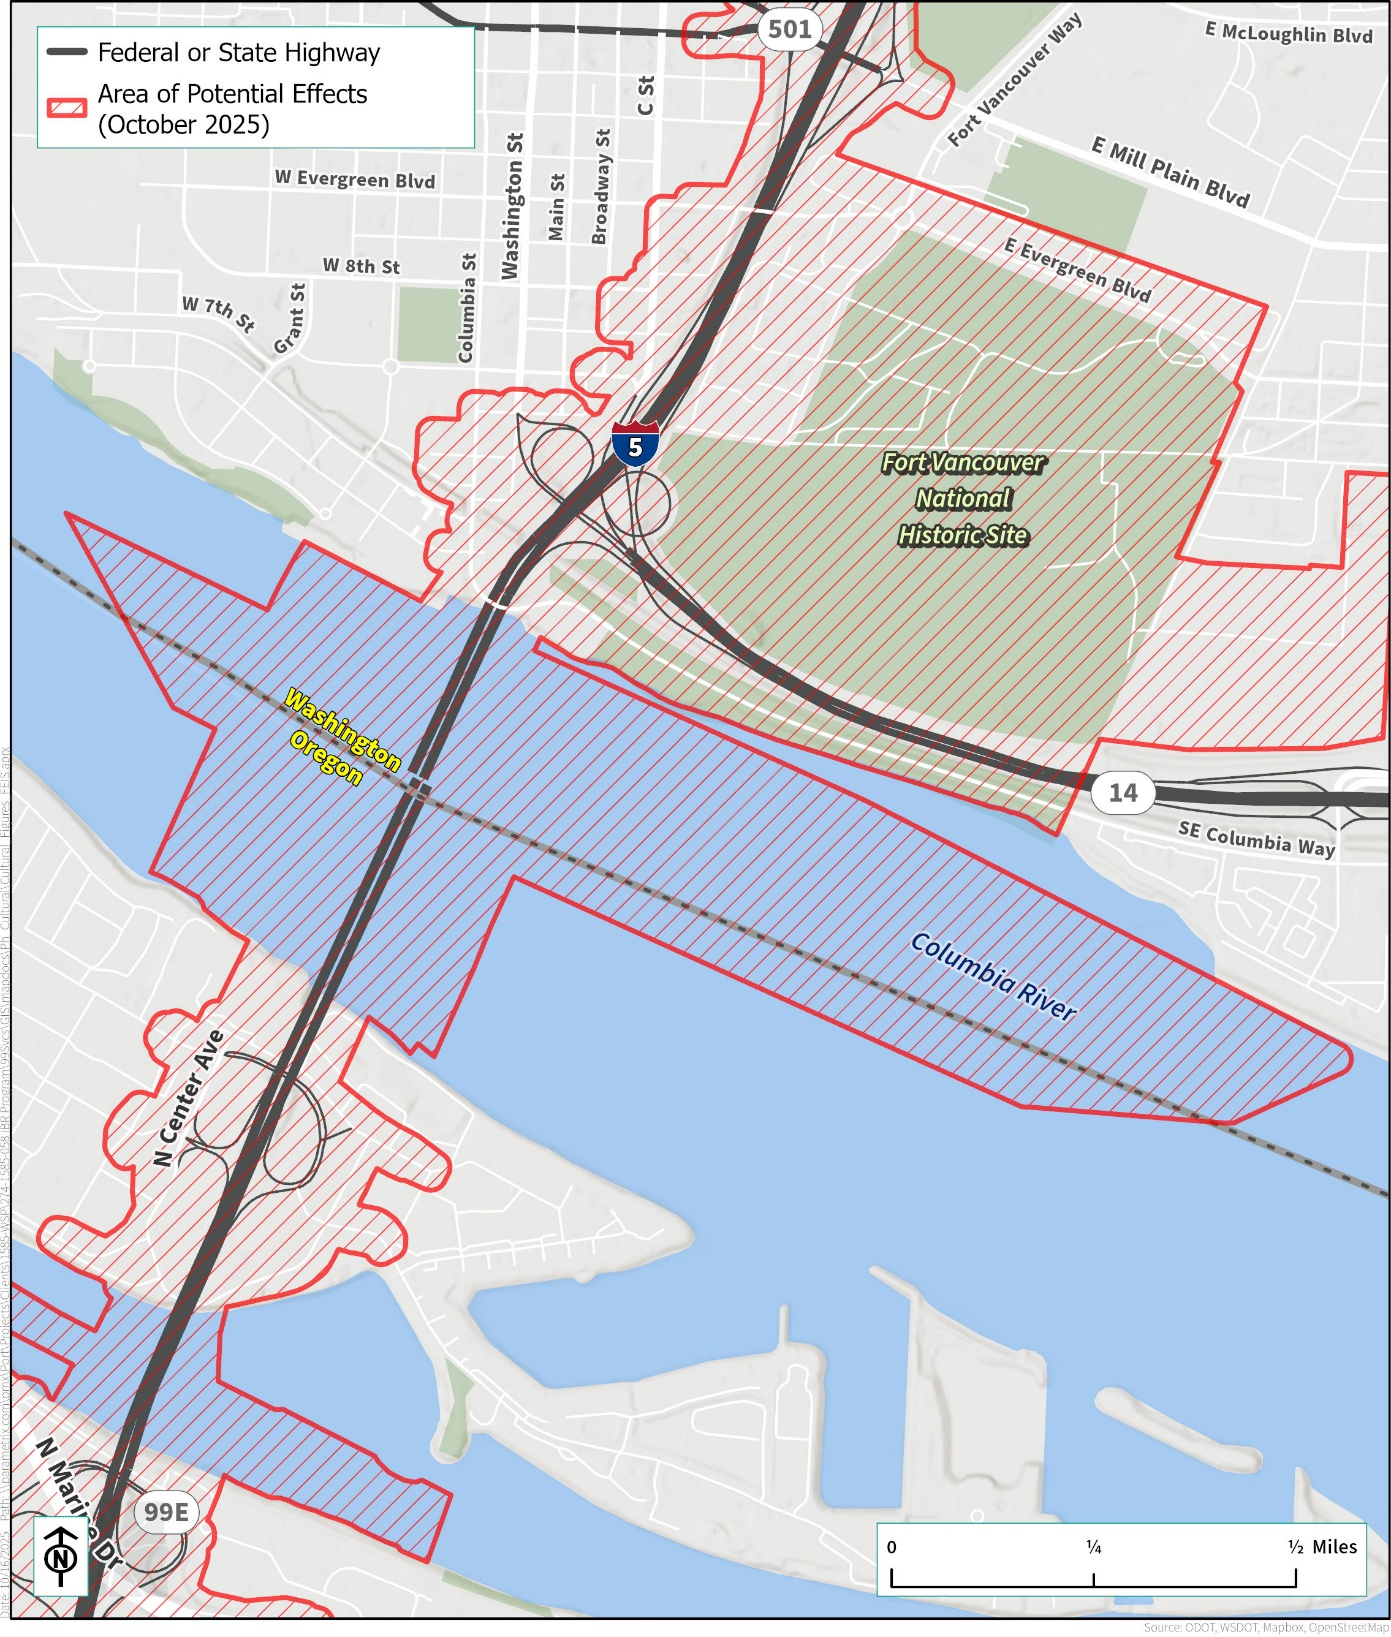 Federal or State Highway
Area of Potential Effects
(October 2025)
501
E McLoughlin Blvd
Fort Vancouver Way
C St
E Mill Plain Blvd
Washington St
Main St
Broadway St
W Evergreen Blvd
W 8th St
Columbia St
W 7th St
Grant St
E Evergreen Blvd
5
Fort Vancouver
National
Historic Site
Washington
Oregon
14
SE Columbia Way
Columbia River
N Center Ave
N Marine Dr
99E
N
0 1/4 1/2 Miles
Source: ODOT, WSDOT, Mapbox, OpenStreetMap